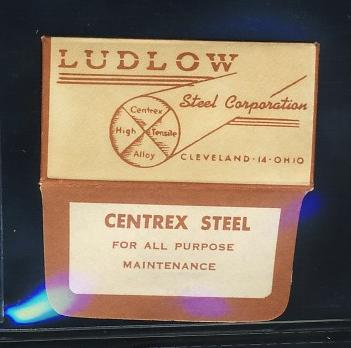 LUDLOW
Steel Corporation
Centrex
High Tensile
Alloy
CLEVELAND·14·OHIO
CENTREX STEEL
FOR ALL PURPOSE
MAINTENANCE